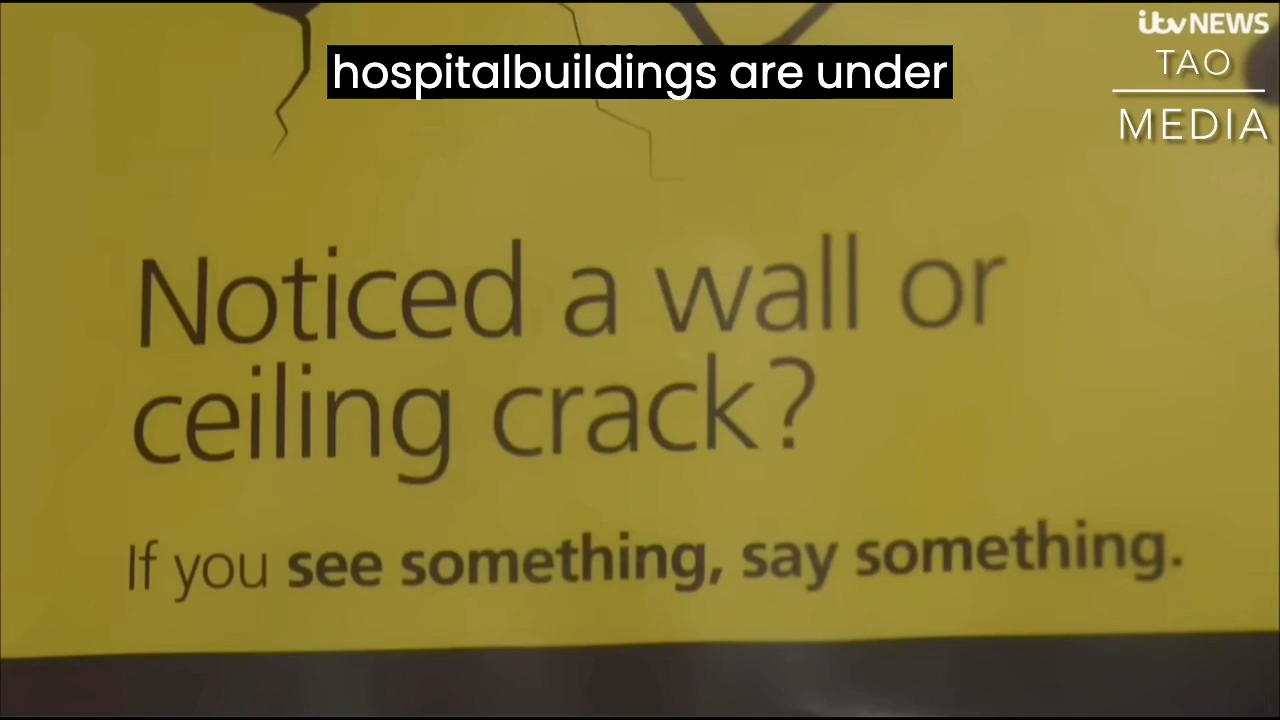 hospitalbuildings are under
itvNEWS
TAO
MEDIA
Noticed a wall or
ceiling crack?
If you see something, say something.